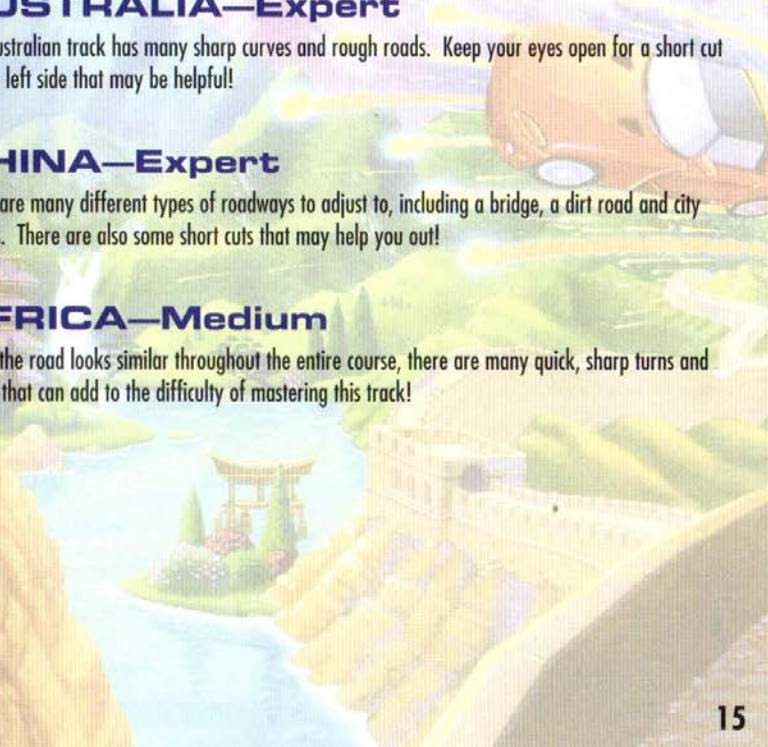 USTRALIA—Expert
ustralian track has many sharp curves and rough roads. Keep your eyes open for a short cut
left side that may be helpful!
HINA—Expert
are many different types of roadways to adjust to, including a bridge, a dirt road and city
. There are also some short cuts that may help you out!
FRICA—Medium
the road looks similar throughout the entire course, there are many quick, sharp turns and
that can add to the difficulty of mastering this track!
15